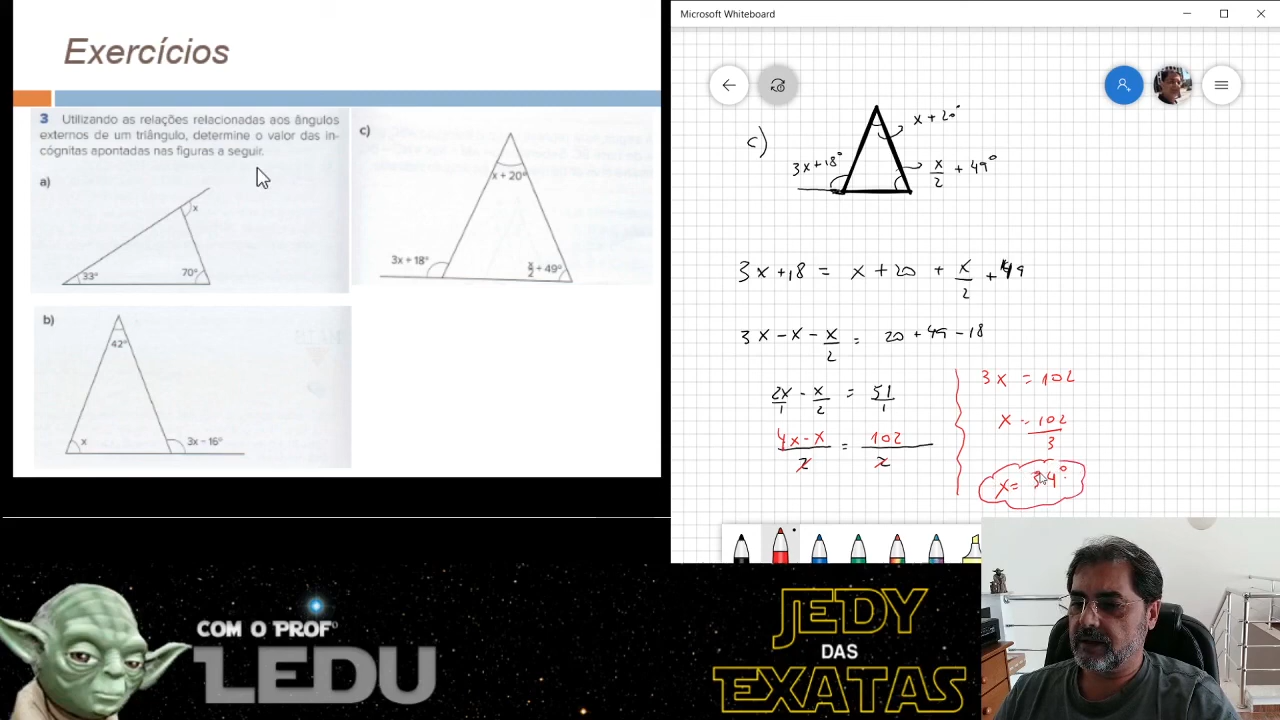 Exercícios
3 Utilizando as relações relacionadas aos ângulos
externos de um triângulo, determine o valor das in-
cógnitas apontadas nas figuras a seguir.
a)
x
33°
70°
b)
42°
x
3x - 16°
c)
x + 20°
3x + 18°
x/2 + 49°
Microsoft Whiteboard
c)
x + 20°
3x + 18°
x/2 + 49°
3x + 18 = x + 20 + x/2 + 49
3x - x - x/2 = 20 + 49 - 18
2x/1 - x/2 = 51/1
4x - x/2 = 102/2
3x = 102
x = 102/3
x = 34°
COM O PROF°
LEDU
JEDY
DAS
EXATAS